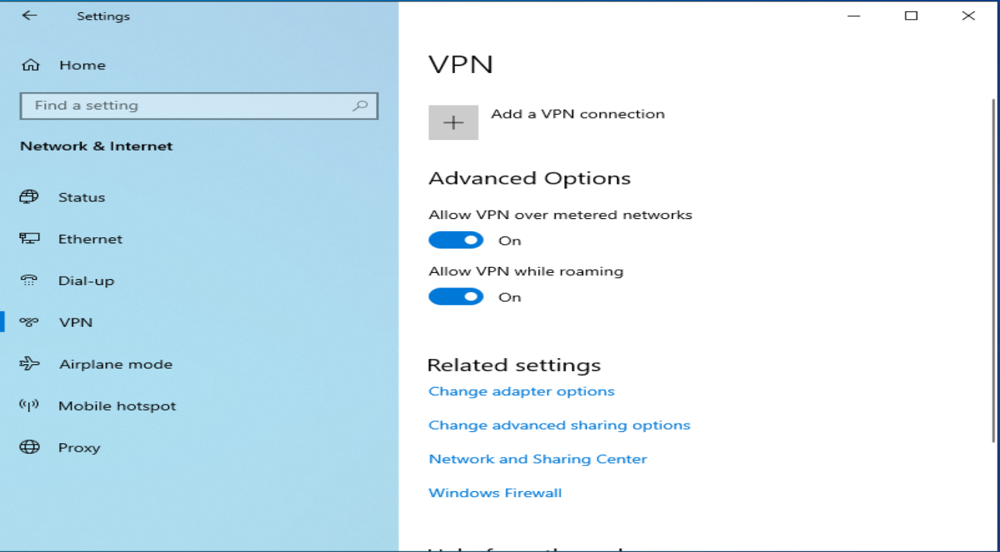 Settings
Home
Find a setting
Network & Internet
Status
Ethernet
Dial-up
VPN
Airplane mode
Mobile hotspot
Proxy
VPN
Add a VPN connection
Advanced Options
Allow VPN over metered networks
On
Allow VPN while roaming
On
Related settings
Change adapter options
Change advanced sharing options
Network and Sharing Center
Windows Firewall